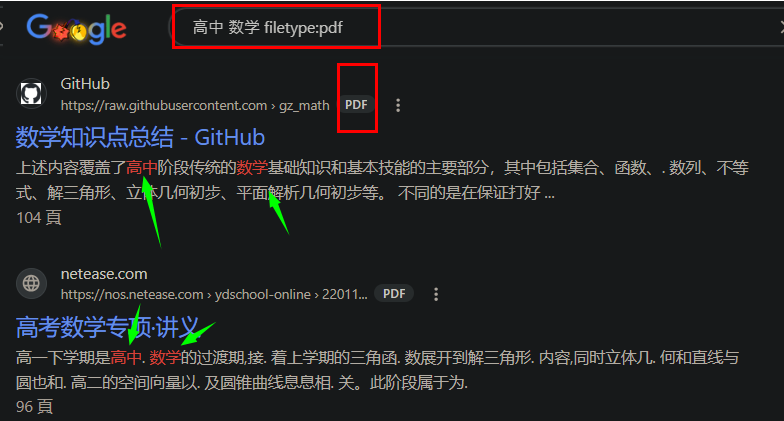 Google
高中 数学 filetype:pdf
GitHub
https://raw.githubusercontent.com › gz_math PDF
数学知识点总结 - GitHub
上述内容覆盖了高中阶段传统的数学基础知识和基本技能的主要部分，其中包括集合、函数、. 数列、不等
式、解三角形、立体几何初步、平面解析几何初步等。 不同的是在保证打好 ...
104 頁
netease.com
https://nos.netease.com › ydschool-online › 22011... PDF
高考数学专项·讲义
高一下学期是高中. 数学的过渡期,接. 着上学期的三角函. 数展开到解三角形. 内容,同时立体几. 何和直线与
圆也和. 高二的空间向量以. 及圆锥曲线息息相. 关。此阶段属于为.
96 頁